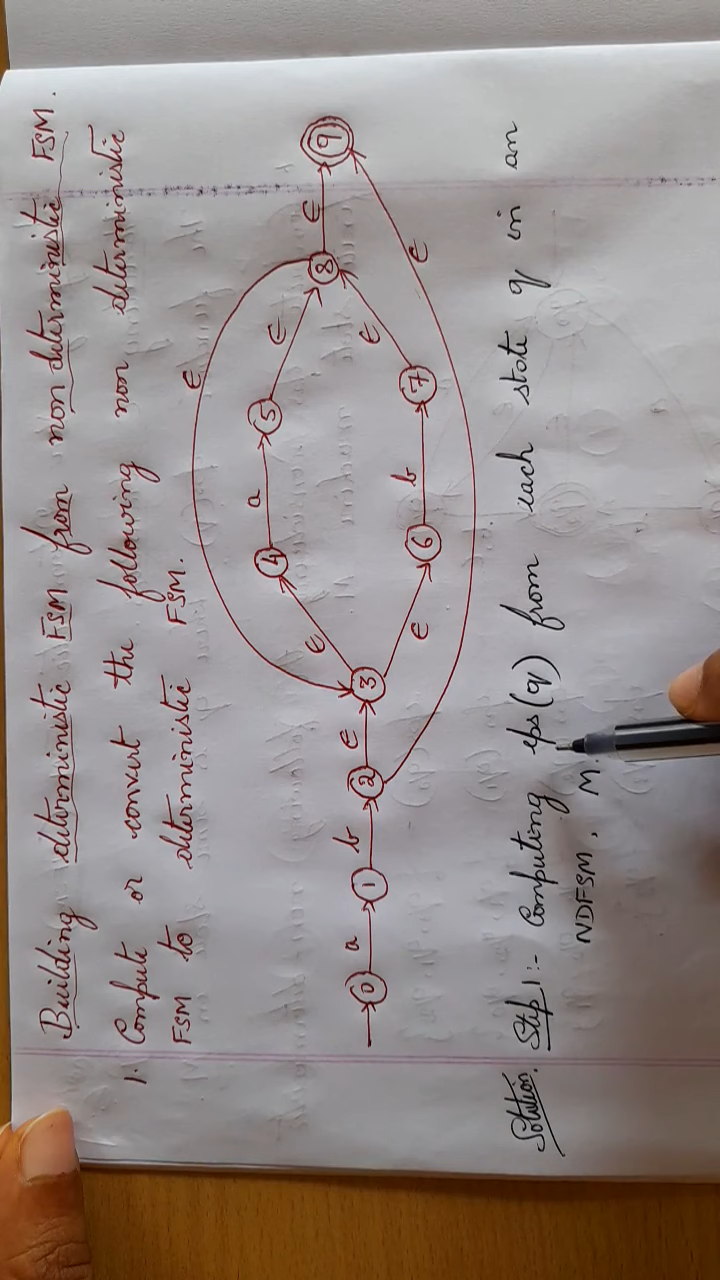 Building deterministic FSM from non deterministic FSM.
1. Compute or convert the following non deterministic
FSM to deterministic FSM.
ϵ
a
4 5
ϵ ϵ
a b ϵ ϵ
0 1 2 3 8 9
ϵ ϵ
b
6 7
ϵ
Solution. Step 1:- Computing eps(q) from each state q in an
NDFSM, M.